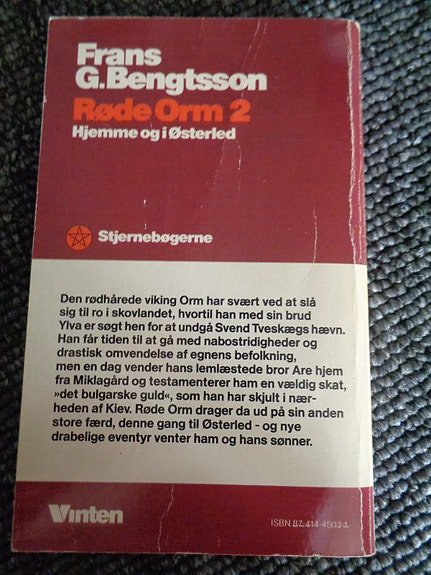 Frans
G.Bengtsson
Røde Orm 2
Hjemme og i Østerled
Stjernebøgerne
Den rødhårede viking Orm har svært ved at slå
sig til ro i skovlandet, hvortil han med sin brud
Ylva er søgt hen for at undgå Svend Tveskægs hævn.
Han får tiden til at gå med nabostridigheder og
drastisk omvendelse af egnens befolkning,
men en dag vender hans lemlæstede bror Are hjem
fra Miklagård og testamenterer ham en vældig skat,
»det bulgarske guld«, som han har skjult i nær-
heden af Kiev. Røde Orm drager da ud på sin anden
store færd, denne gang til Østerled - og nye
drabelige eventyr venter ham og hans sønner.
Vinten
ISBN 87-414-4503-1